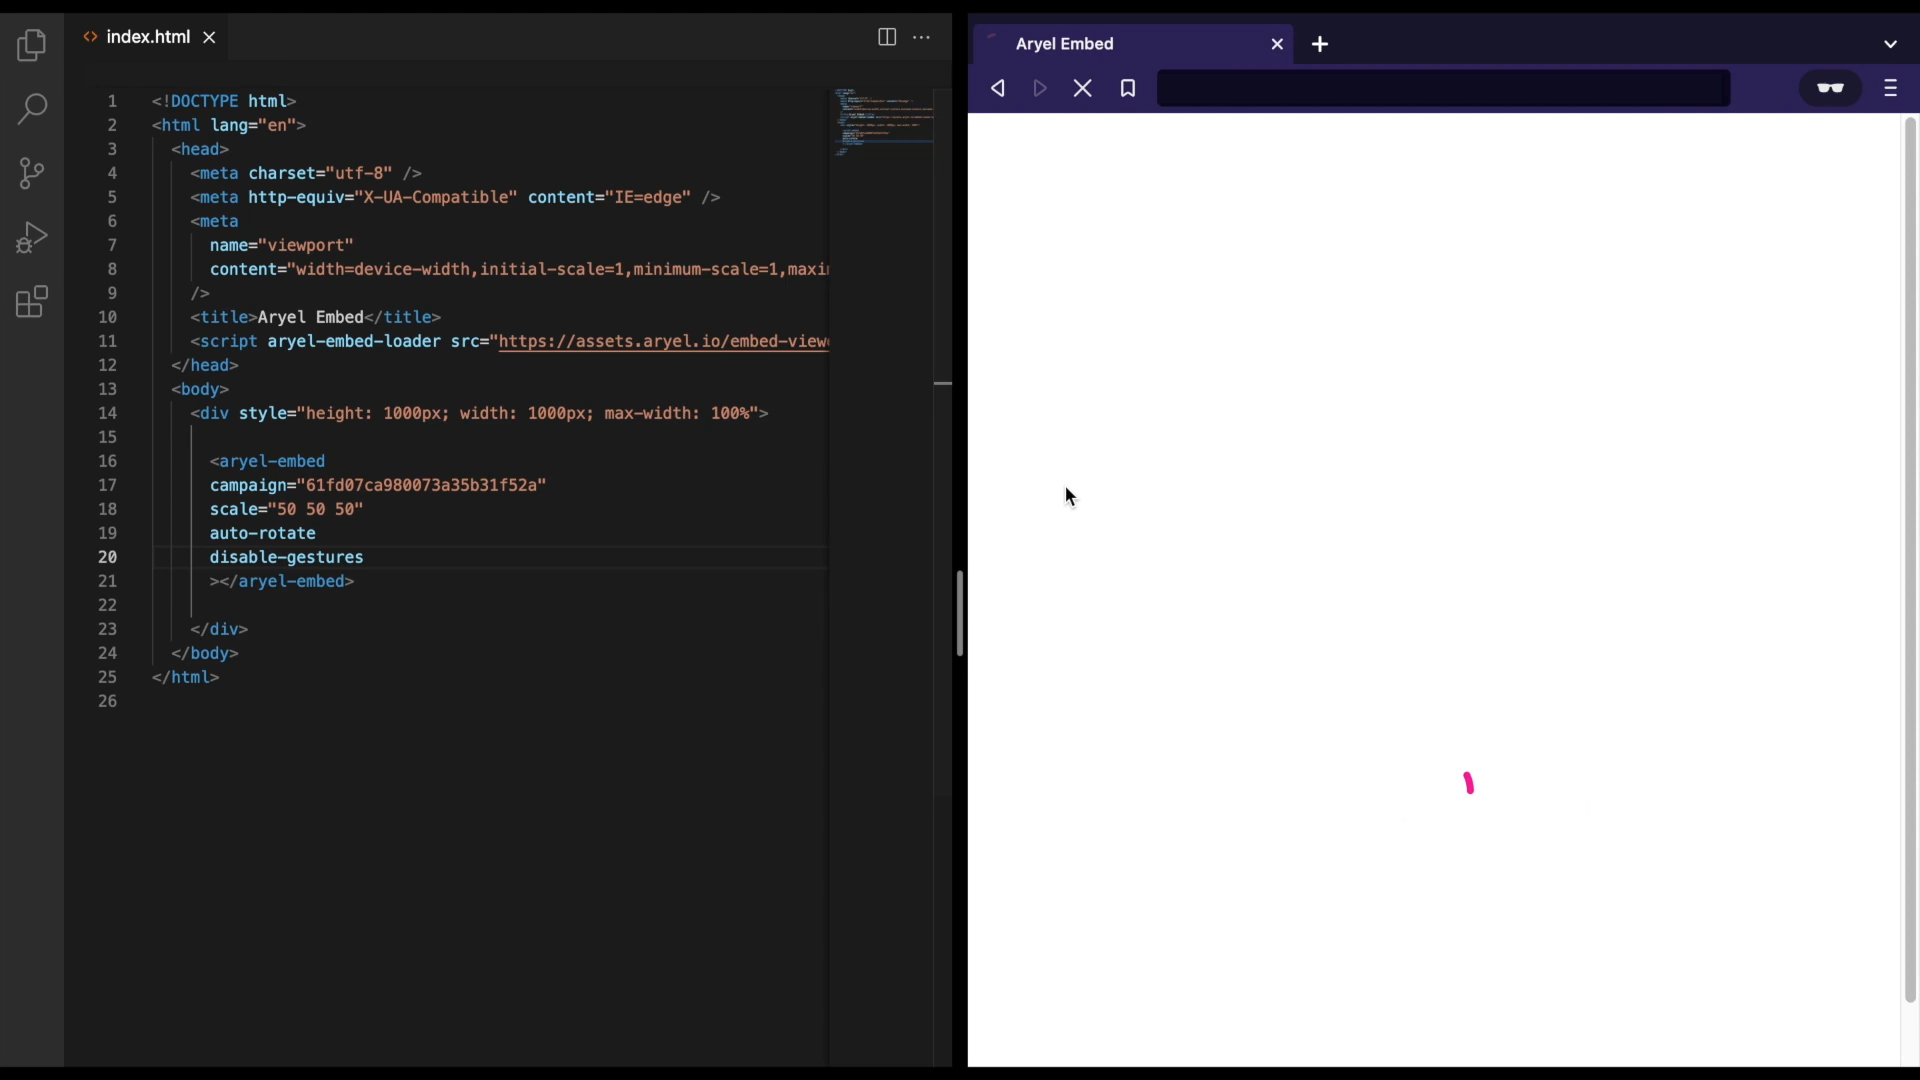 index.html
1 <!DOCTYPE html>
2 <html lang="en">
3 <head>
4 <meta charset="utf-8" />
5 <meta http-equiv="X-UA-Compatible" content="IE=edge" />
6 <meta
7 name="viewport"
8 content="width=device-width,initial-scale=1,minimum-scale=1,maxi
9 />
10 <title>Aryel Embed</title>
11 <script aryel-embed-loader src="https://assets.aryel.io/embed-view
12 </head>
13 <body>
14 <div style="height: 1000px; width: 1000px; max-width: 100%">
15
16 <aryel-embed
17 campaign="61fd07ca980073a35b31f52a"
18 scale="50 50 50"
19 auto-rotate
20 disable-gestures
21 ></aryel-embed>
22
23 </div>
24 </body>
25 </html>
26
Aryel Embed